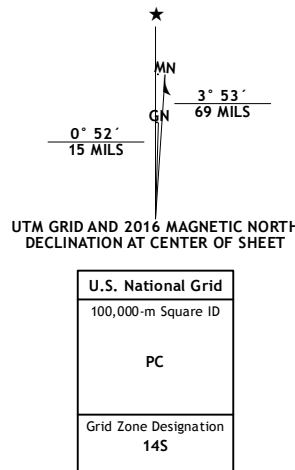 MN
GN
3° 53´
69 MILS
0° 52´
15 MILS
UTM GRID AND 2016 MAGNETIC NORTH
DECLINATION AT CENTER OF SHEET
U.S. National Grid
100,000-m Square ID
PC
Grid Zone Designation
14S